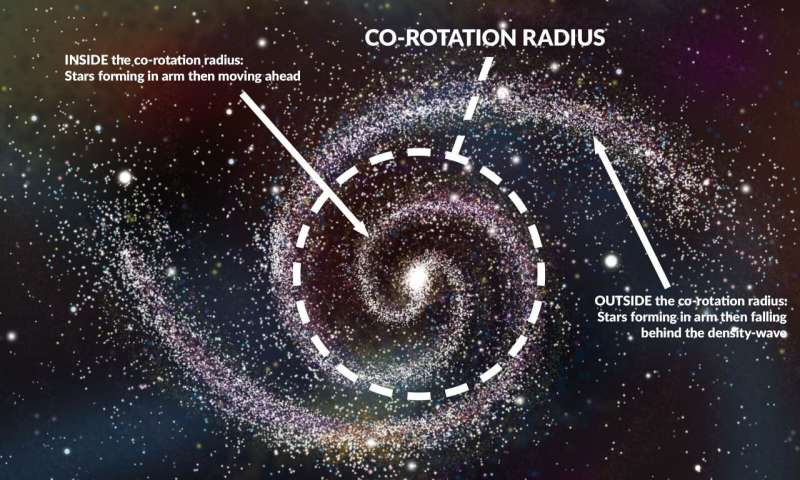 CO-ROTATION RADIUS
INSIDE the co-rotation radius:
Stars forming in arm then moving ahead
OUTSIDE the co-rotation radius:
Stars forming in arm then falling
behind the density-wave